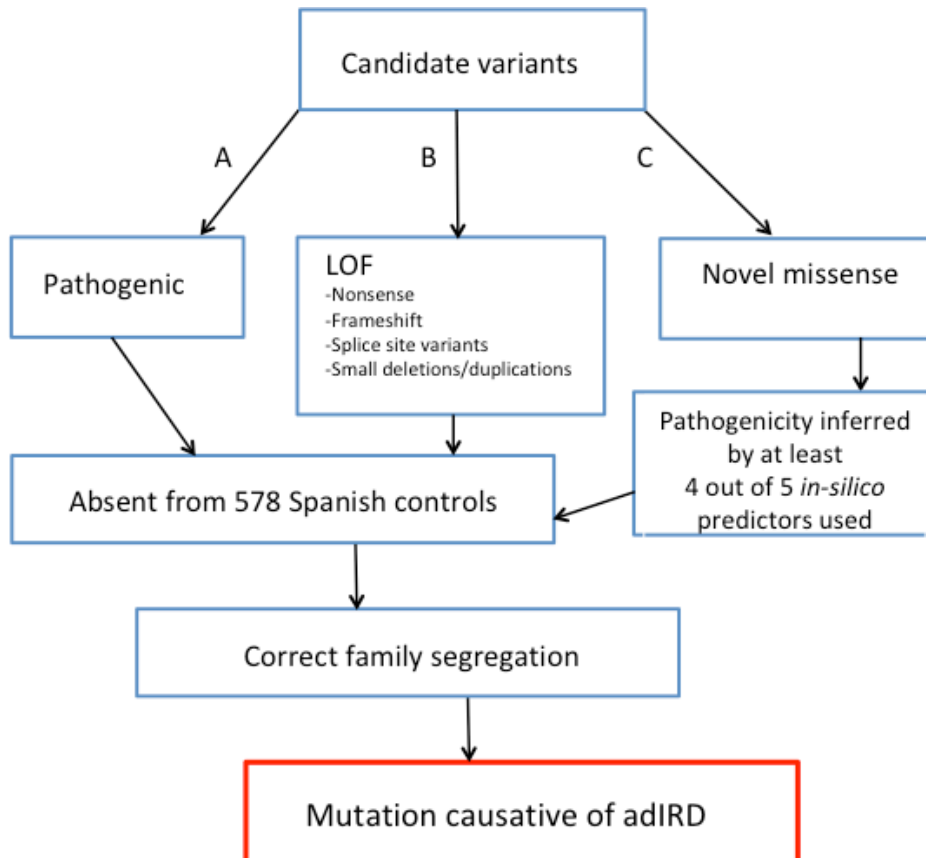 Candidate variants
A
B
C
Pathogenic
LOF
-Nonsense
-Frameshift
-Splice site variants
-Small deletions/duplications
Novel missense
Pathogenicity inferred
by at least
4 out of 5 in-silico
predictors used
Absent from 578 Spanish controls
Correct family segregation
Mutation causative of adIRD